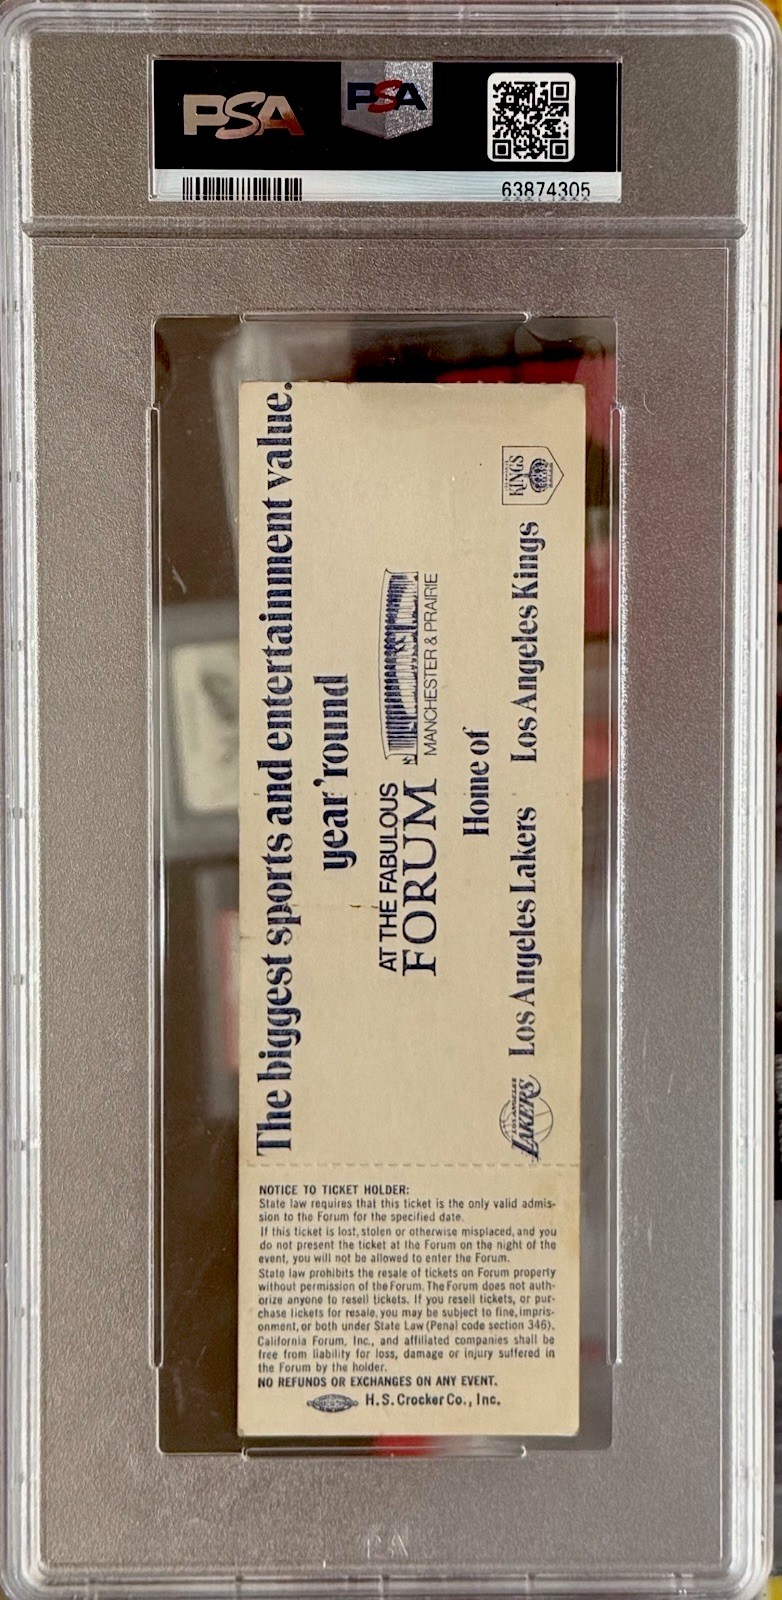 PSA
PSA
63874305
The biggest sports and entertainment value.
year'round
AT THE FABULOUS
FORUM
MANCHESTER & PRAIRIE
Home of
LOS ANGELES
LAKERS
Los Angeles Lakers
Los Angeles Kings
KINGS
NOTICE TO TICKET HOLDER:
State law requires that this ticket is the only valid admis-
sion to the Forum for the specified date.
If this ticket is lost, stolen or otherwise misplaced, and you
do not present the ticket at the Forum on the night of the
event, you will not be allowed to enter the Forum.
State law prohibits the resale of tickets on Forum property
without permission of the Forum. The Forum does not auth-
orize anyone to resell tickets. If you resell tickets, or pur-
chase tickets for resale, you may be subject to fine, impris-
onment, or both under State Law (Penal code section 346).
California Forum, Inc., and affiliated companies shall be
free from liability for loss, damage or injury suffered in
the Forum by the holder.
NO REFUNDS OR EXCHANGES ON ANY EVENT.
H.S. Crocker Co., Inc.